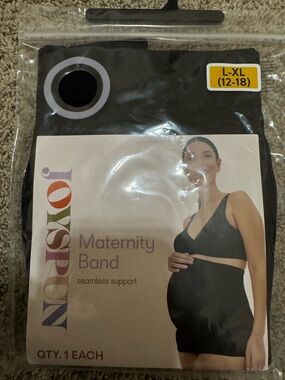 L-XL
(12-18)
JOYSPUN
Maternity
Band
seamless support
QTY. 1 EACH